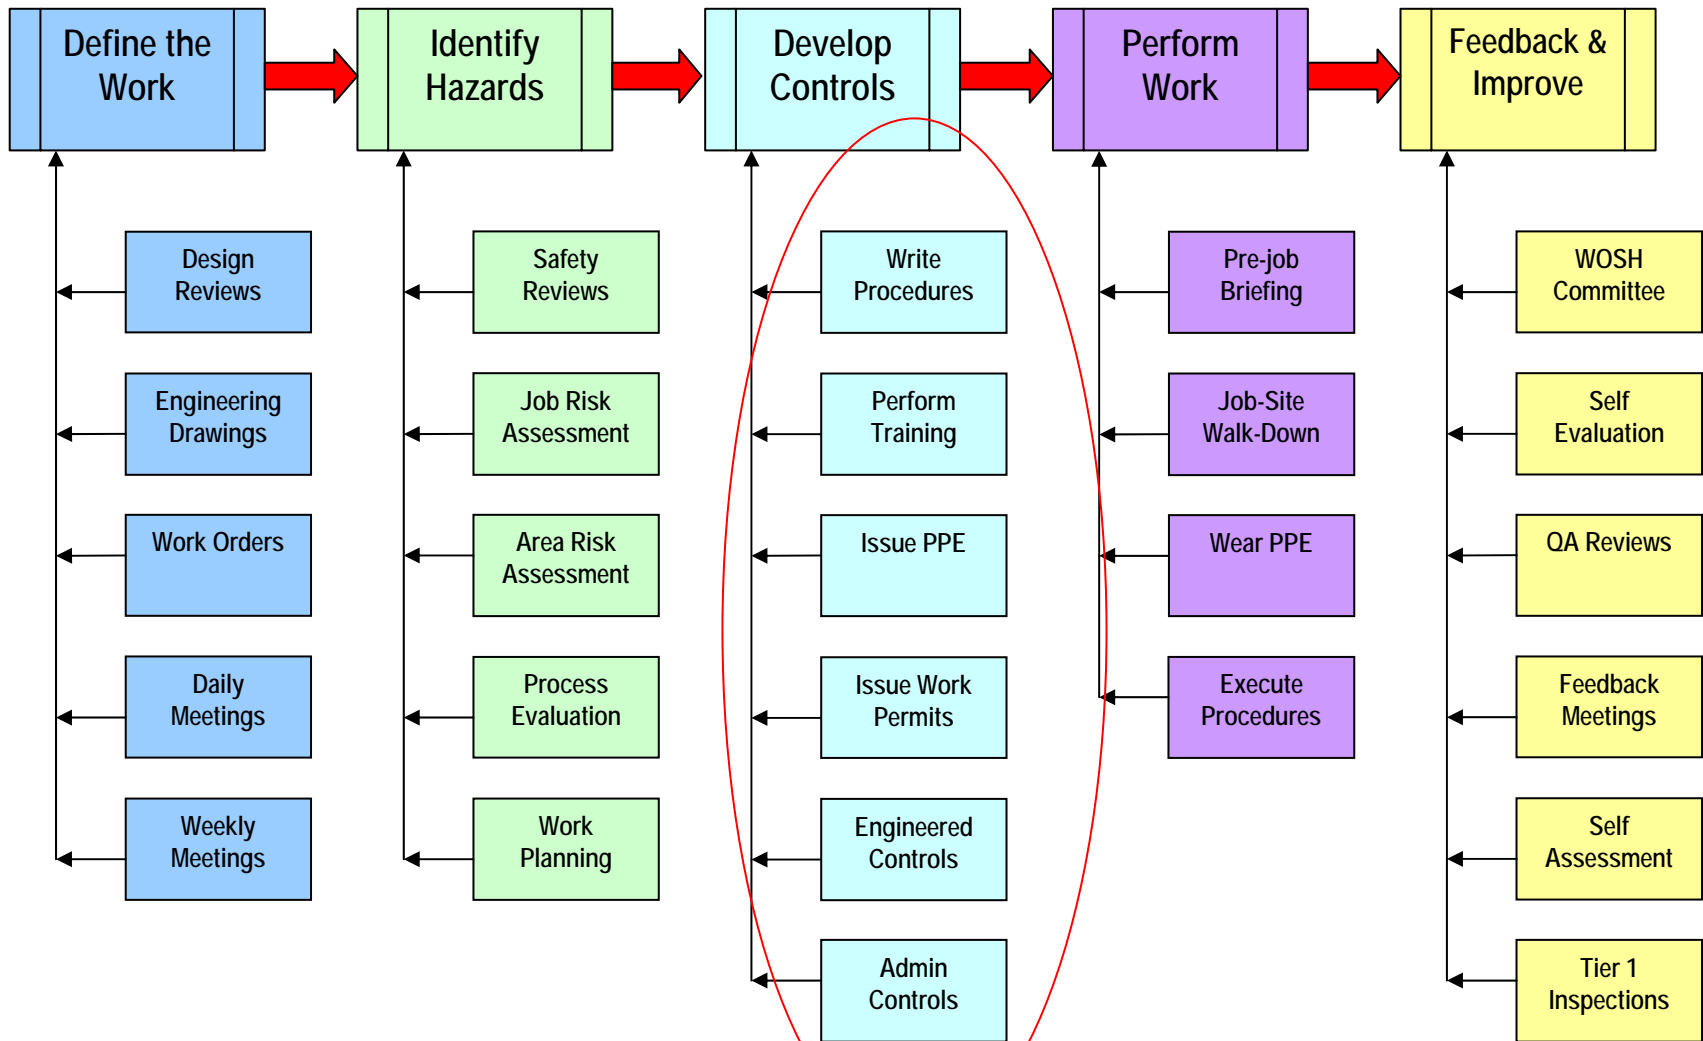 Define the
Work
Identify
Hazards
Develop
Controls
Perform
Work
Feedback &
Improve
Design
Reviews
Engineering
Drawings
Work Orders
Daily
Meetings
Weekly
Meetings
Safety
Reviews
Job Risk
Assessment
Area Risk
Assessment
Process
Evaluation
Work
Planning
Write
Procedures
Perform
Training
Issue PPE
Issue Work
Permits
Engineered
Controls
Admin
Controls
Pre-job
Briefing
Job-Site
Walk-Down
Wear PPE
Execute
Procedures
WOSH
Committee
Self
Evaluation
QA Reviews
Feedback
Meetings
Self
Assessment
Tier 1
Inspections